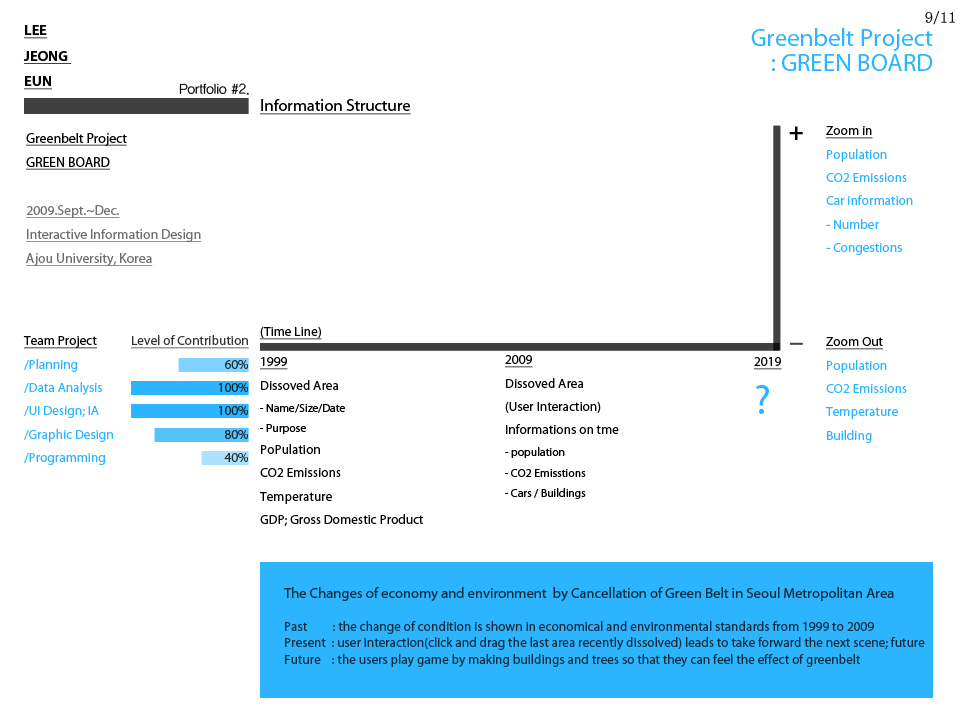 9/11
LEE
JEONG
EUN
Greenbelt Project
: GREEN BOARD
Portfolio #2.
Information Structure
Greenbelt Project
GREEN BOARD
2009.Sept.~Dec.
Interactive Information Design
Ajou University, Korea
Team Project Level of Contribution
/Planning 60%
/Data Analysis 100%
/UI Design; IA 100%
/Graphic Design 80%
/Programming 40%
(Time Line)
1999
Dissoved Area
- Name/Size/Date
- Purpose
PoPulation
CO2 Emissions
Temperature
GDP; Gross Domestic Product
2009
Dissoved Area
(User Interaction)
Informations on tme
- population
- CO2 Emisstions
- Cars / Buildings
2019
?
+ Zoom in
Population
CO2 Emissions
Car information
- Number
- Congestions
– Zoom Out
Population
CO2 Emissions
Temperature
Building
The Changes of economy and environment by Cancellation of Green Belt in Seoul Metropolitan Area
Past : the change of condition is shown in economical and environmental standards from 1999 to 2009
Present : user interaction(click and drag the last area recently dissolved) leads to take forward the next scene; future
Future : the users play game by making buildings and trees so that they can feel the effect of greenbelt